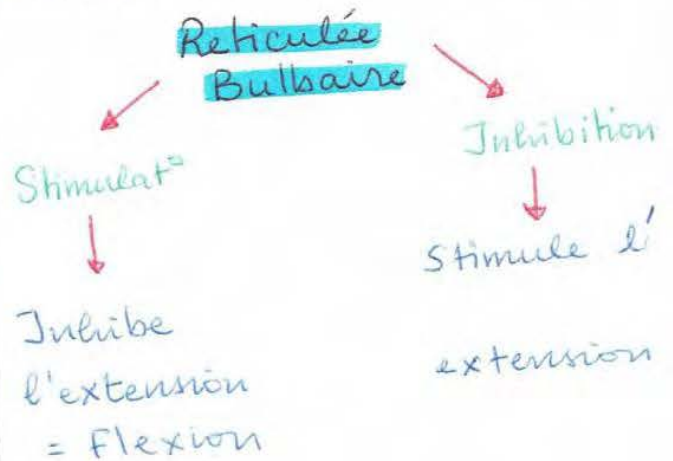 Reticulée
Bulbaire
Stimulat°
Inhibe
l'extension
= Flexion
Inhibition
Stimule l'
extension